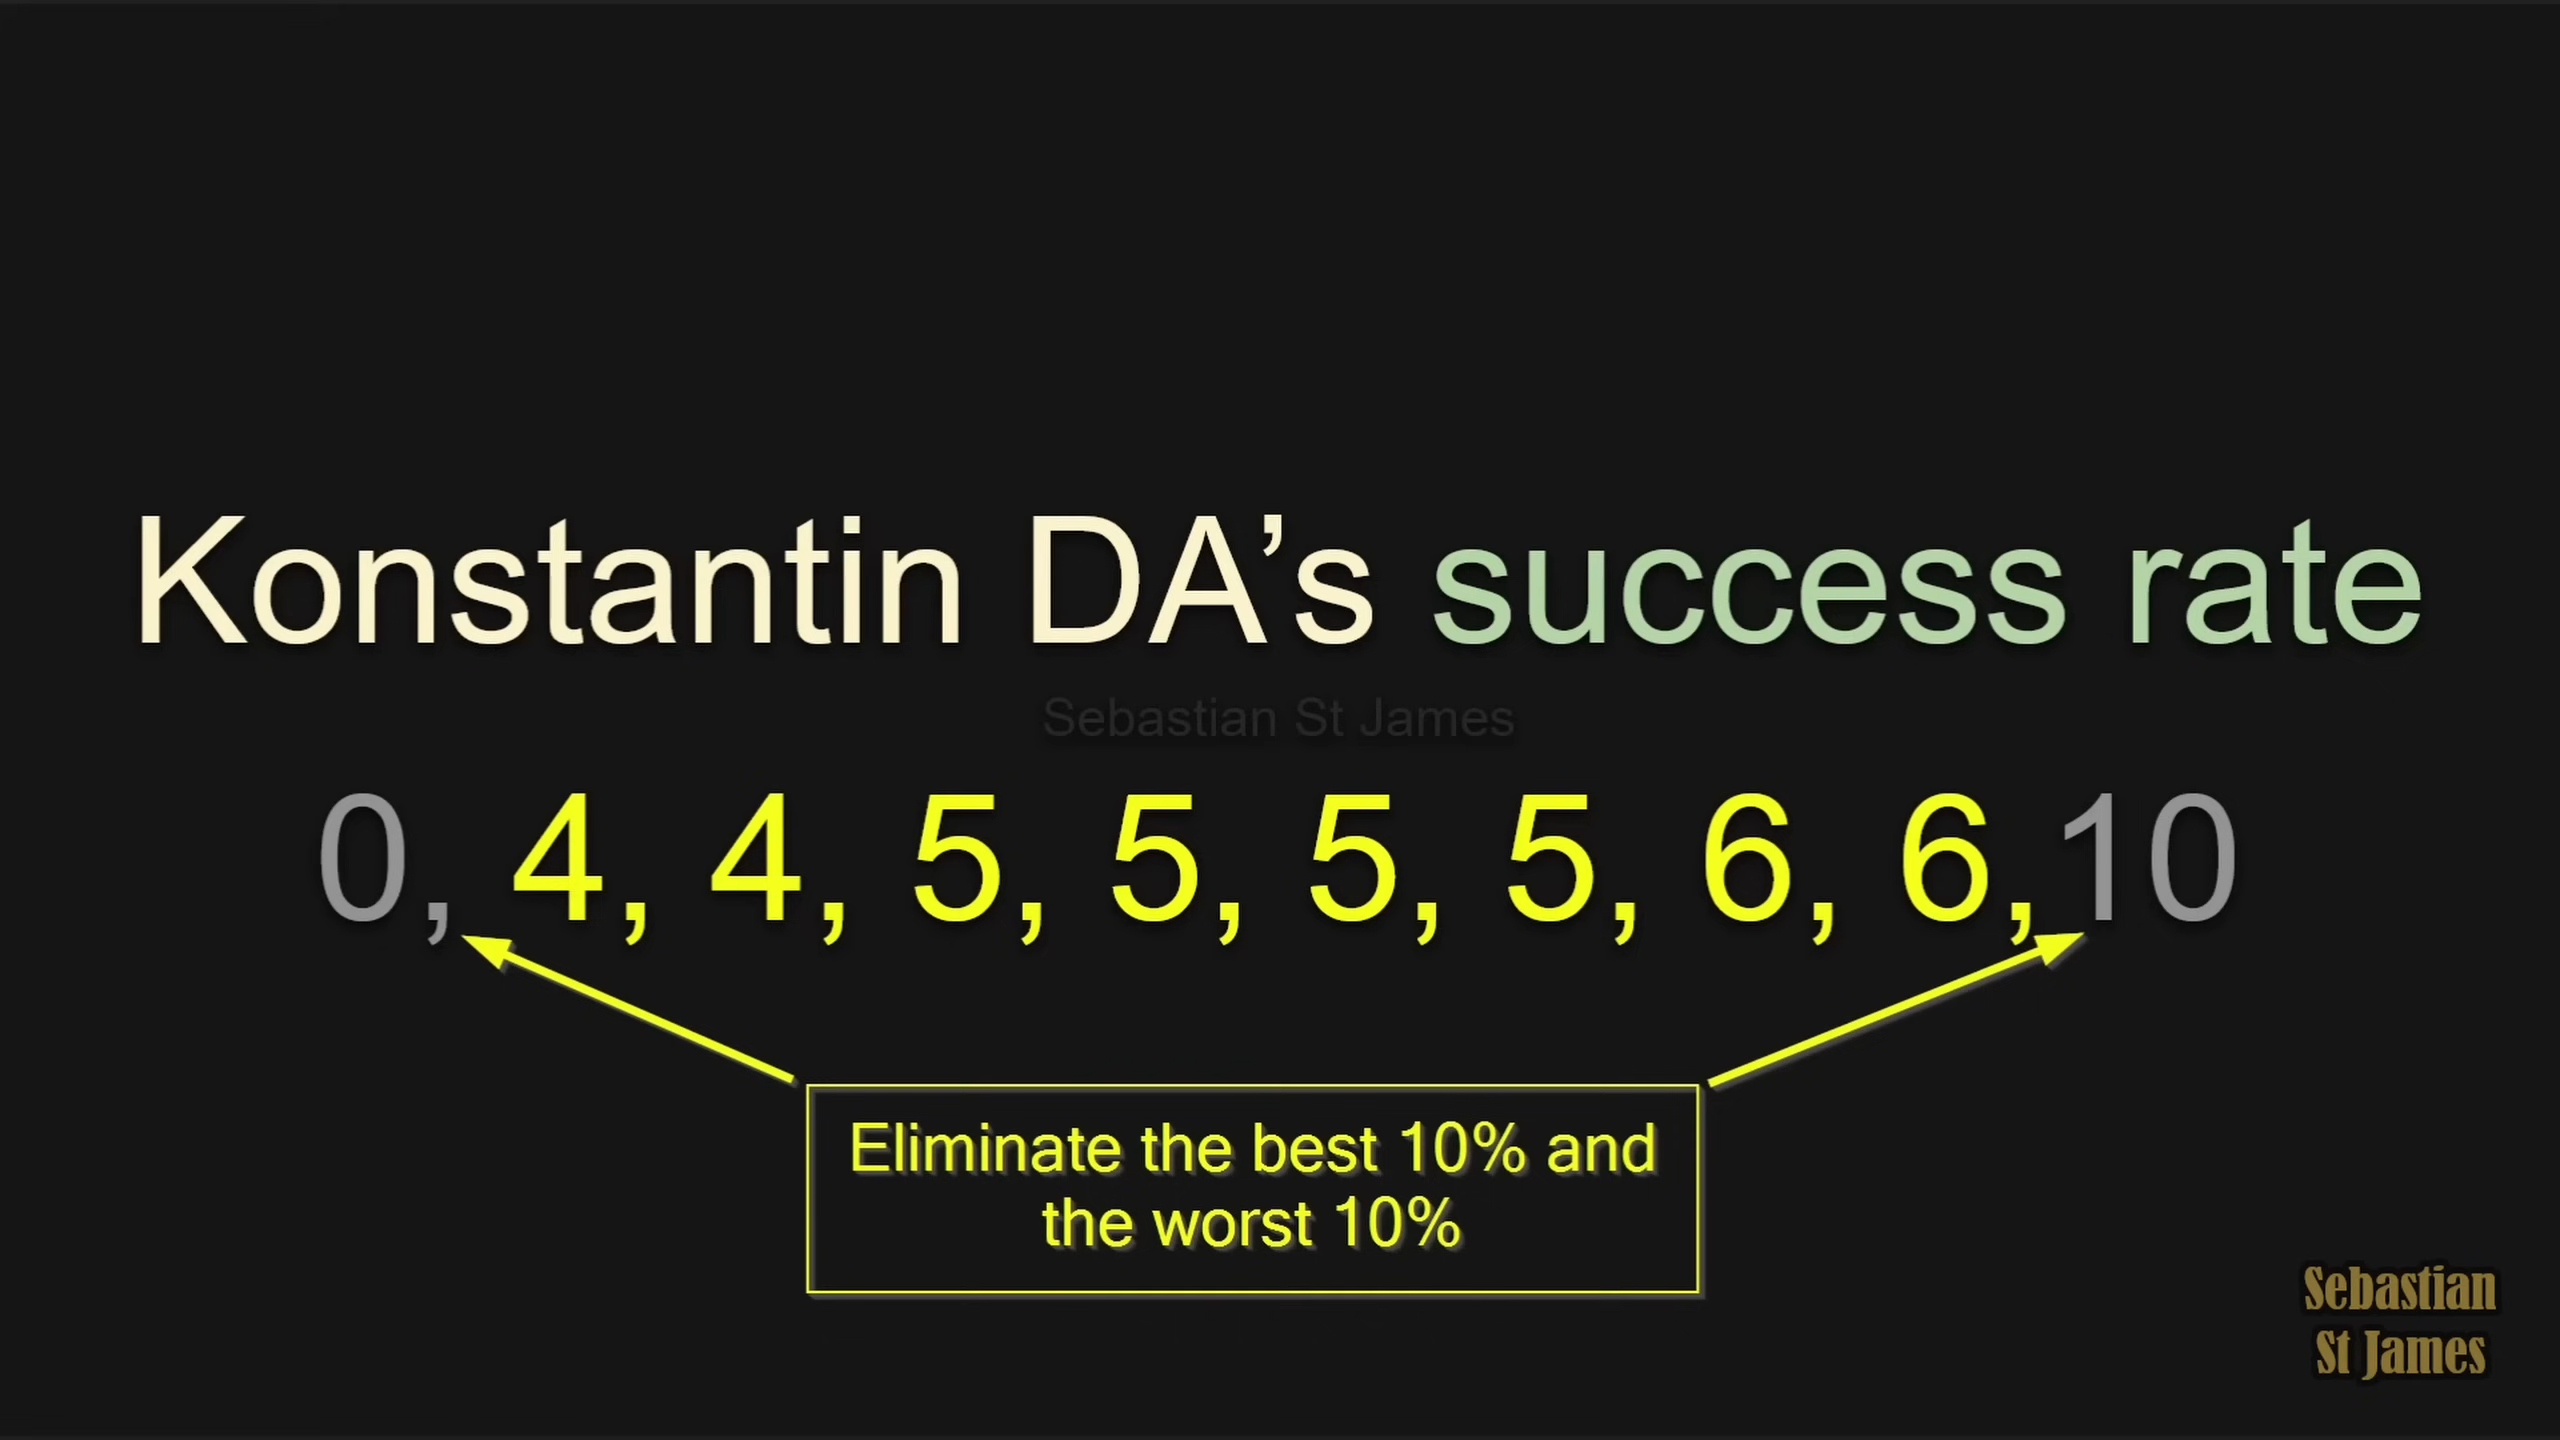 Konstantin DA’s success rate
Sebastian St James
0, 4, 4, 5, 5, 5, 5, 6, 6,10
Eliminate the best 10% and
the worst 10%
Sebastian
St James